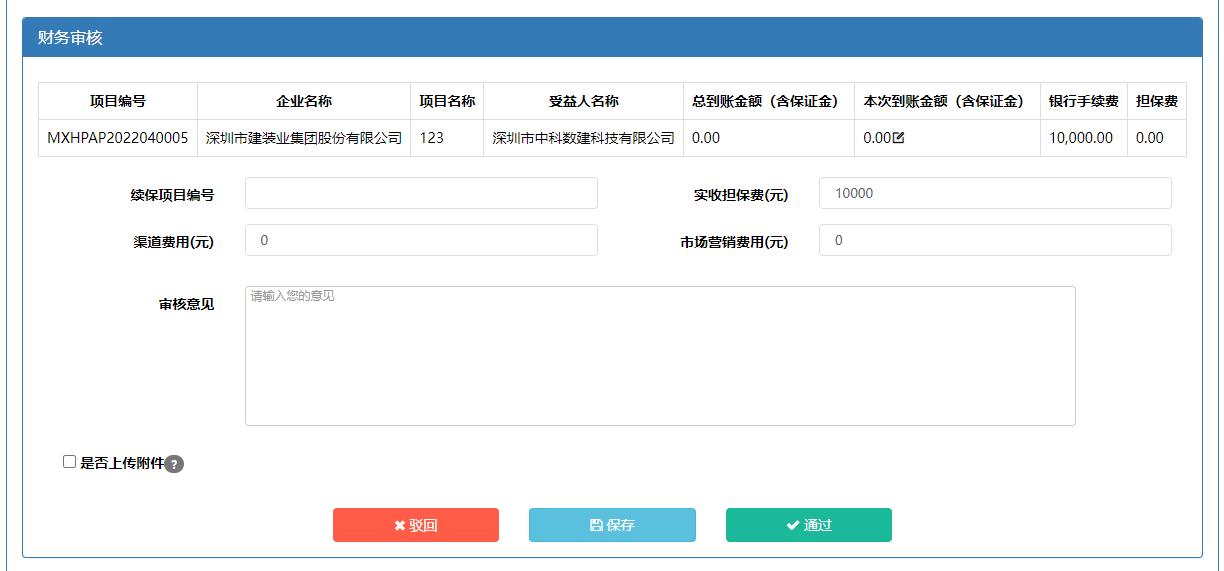 财务审核
项目编号 企业名称 项目名称 受益人名称 总到账金额（含保证金） 本次到账金额（含保证金） 银行手续费 担保费
MXHPAP2022040005 深圳市建装业集团股份有限公司 123 深圳市中科数建科技有限公司 0.00 0.00 10,000.00 0.00
续保项目编号 实收担保费(元) 10000
渠道费用(元) 0 市场营销费用(元) 0
审核意见 请输入您的意见
是否上传附件 ?
驳回 保存 通过